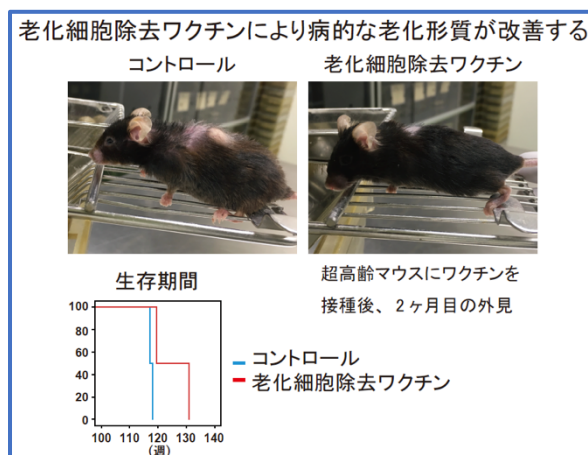 老化細胞除去ワクチンにより病的な老化形質が改善する
コントロール
老化細胞除去ワクチン
生存期間
超高齢マウスにワクチンを
接種後、2ヶ月目の外見
100
80
60
40
20
0
100 110 120 130 140
(週)
コントロール
老化細胞除去ワクチン